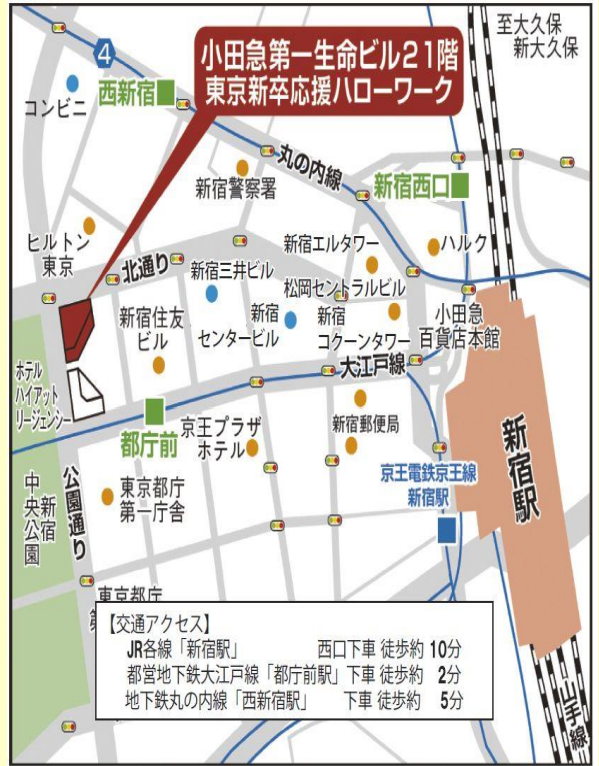 至大久保
新大久保
4
小田急第一生命ビル21階
東京新卒応援ハローワーク
コンビニ
西新宿
丸の内線
新宿警察署
新宿西口
ヒルトン
東京
北通り
新宿三井ビル
新宿エルタワー
ハルク
松岡セントラルビル
新宿住友
ビル
新宿
センタービル
新宿
コクーンタワー
小田急
百貨店本館
ホテル
ハイアット
リージェンシー
大江戸線
都庁前
京王プラザ
ホテル
新宿郵便局
新宿駅
京王電鉄京王線
新宿駅
新宿
中央公園
公園通り
東京都庁
第一庁舎
東京都庁
【交通アクセス】
JR各線「新宿駅」 西口下車 徒歩約 10分
都営地下鉄大江戸線「都庁前駅」下車 徒歩約 2分
地下鉄丸の内線「西新宿駅」 下車 徒歩約 5分
山手線